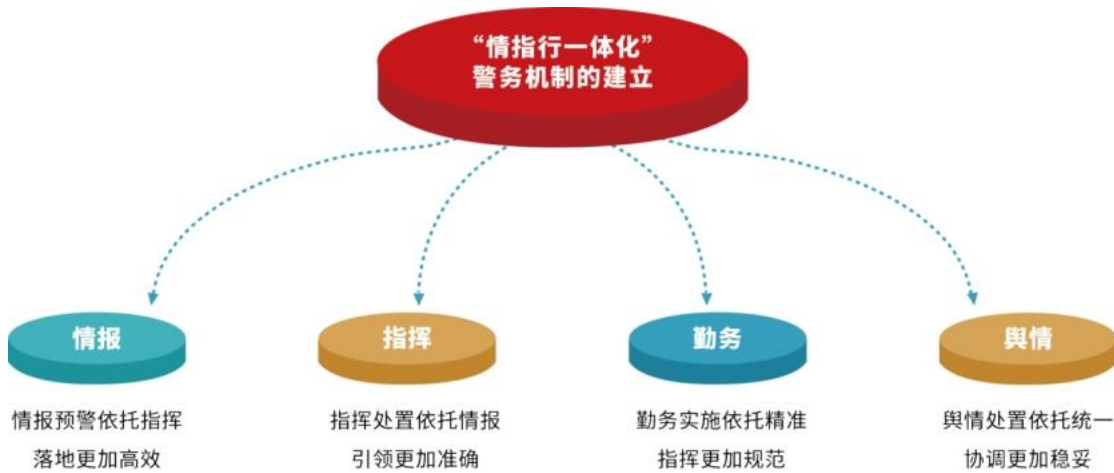 “情指行一体化”
警务机制的建立
情报
指挥
勤务
舆情
情报预警依托指挥
落地更加高效
指挥处置依托情报
引领更加准确
勤务实施依托精准
指挥更加规范
舆情处置依托统一
协调更加稳妥